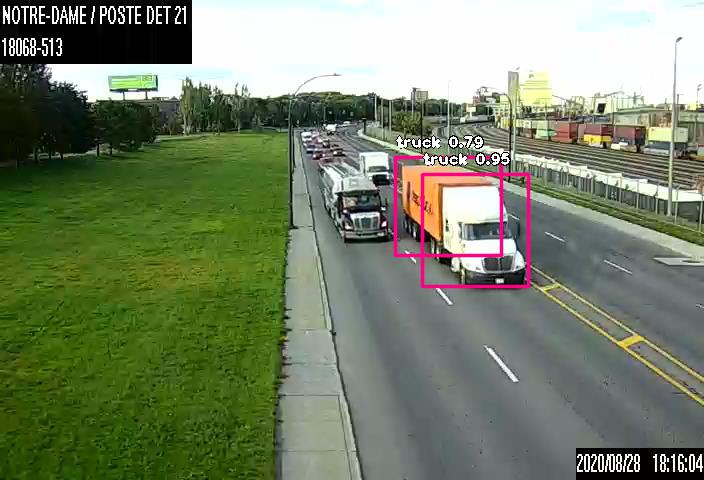 NOTRE-DAME / POSTE DET 21
18068-513
truck 0.79
truck 0.95
2020/08/28 18:16:04